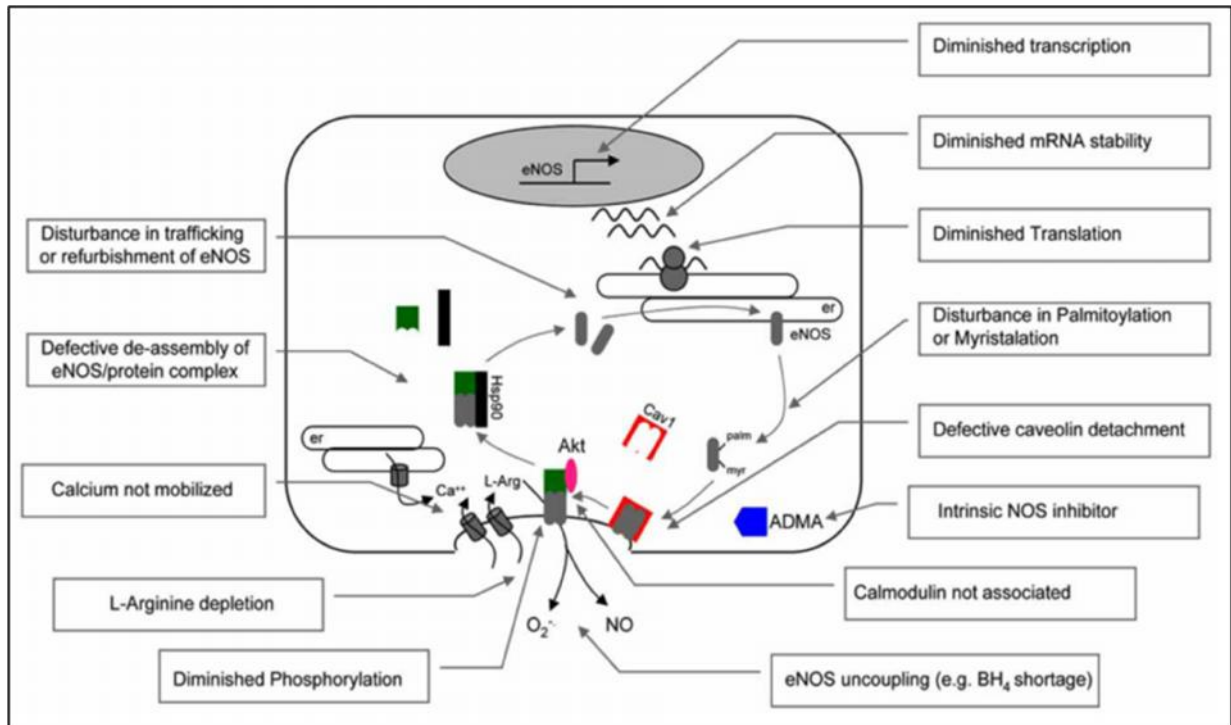 Diminished transcription
eNOS
Diminished mRNA stability
Disturbance in trafficking
or refurbishment of eNOS
Diminished Translation
er
eNOS
Disturbance in Palmitoylation
or Myristalation
Defective de-assembly of
eNOS/protein complex
Hsp90
Cav1
palm
myr
Defective caveolin detachment
er
Akt
L-Arg
Ca++
Calcium not mobilized
ADMA
Intrinsic NOS inhibitor
L-Arginine depletion
Calmodulin not associated
O2-.
NO
Diminished Phosphorylation
eNOS uncoupling (e.g. BH4 shortage)